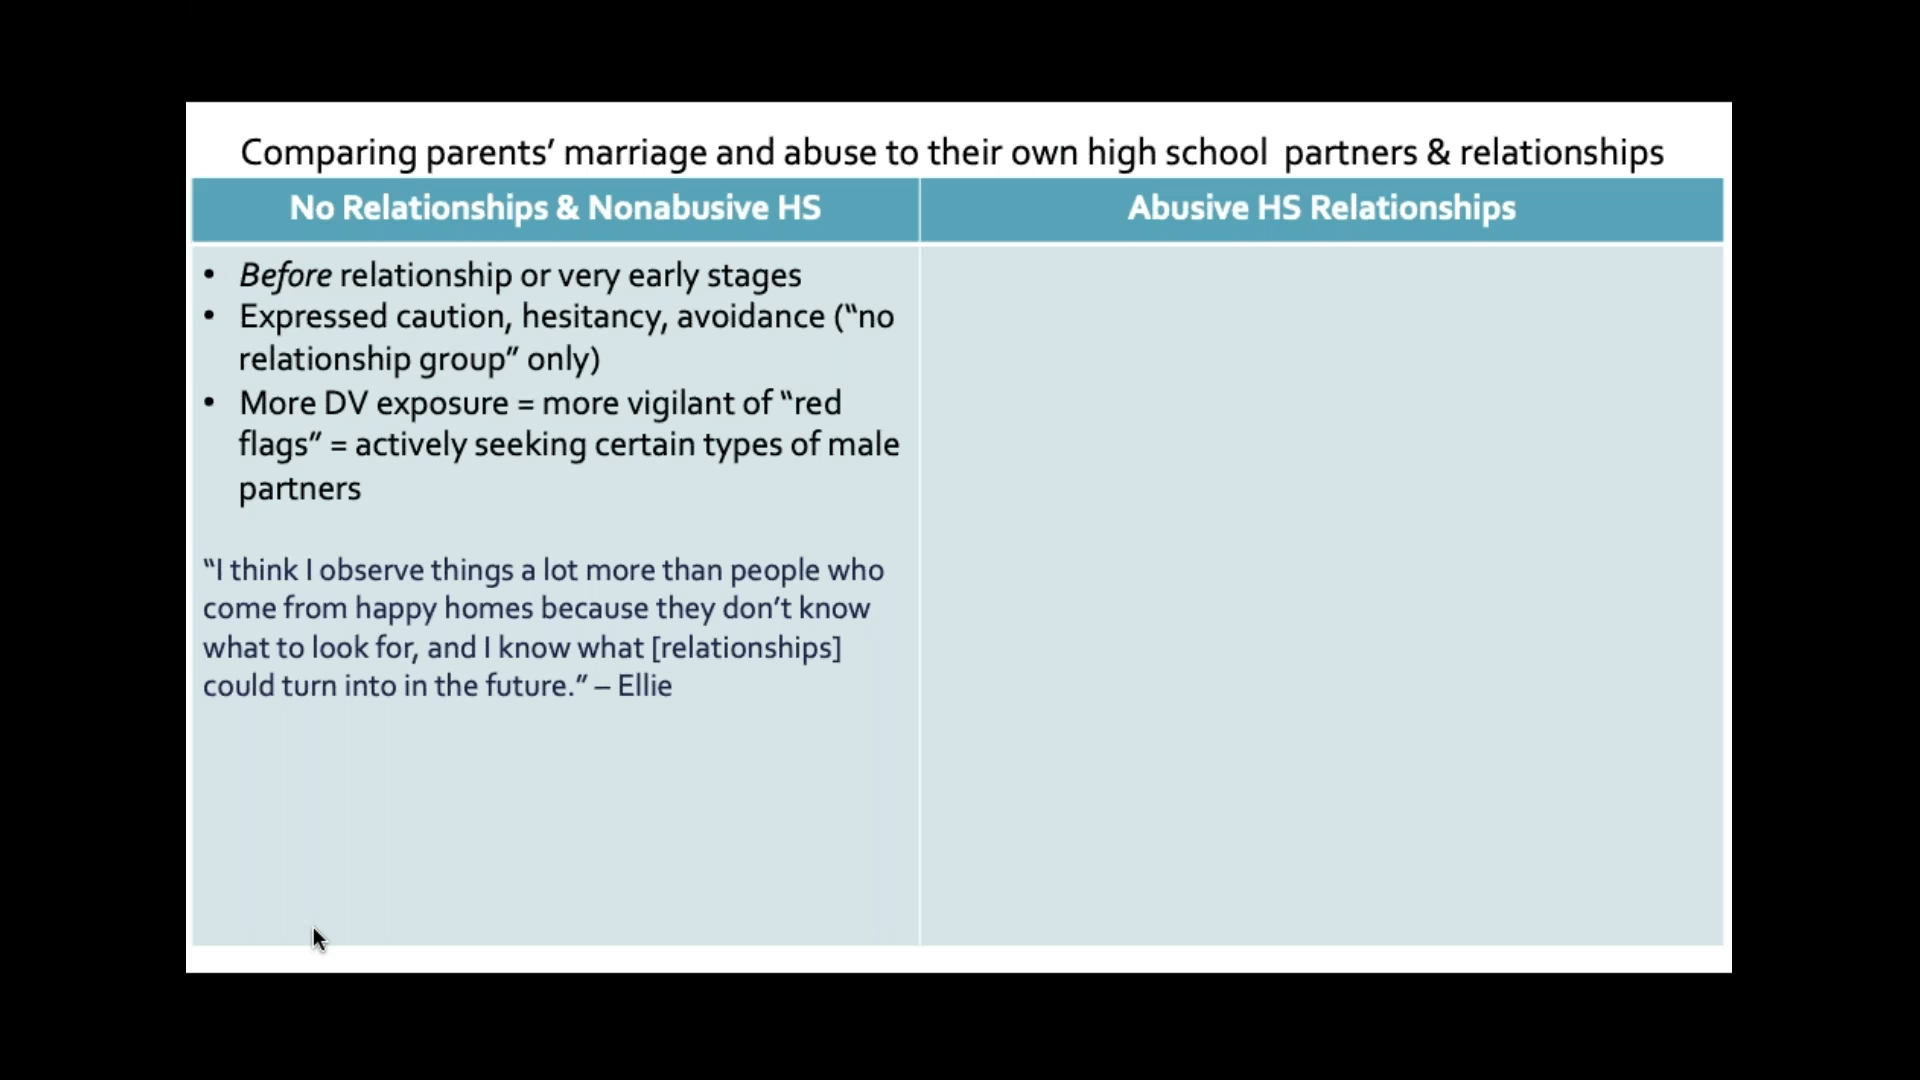 Comparing parents’ marriage and abuse to their own high school partners & relationships
No Relationships & Nonabusive HS
Abusive HS Relationships
• Before relationship or very early stages
• Expressed caution, hesitancy, avoidance (“no
relationship group” only)
• More DV exposure = more vigilant of “red
flags” = actively seeking certain types of male
partners
“I think I observe things a lot more than people who
come from happy homes because they don’t know
what to look for, and I know what [relationships]
could turn into in the future.” – Ellie